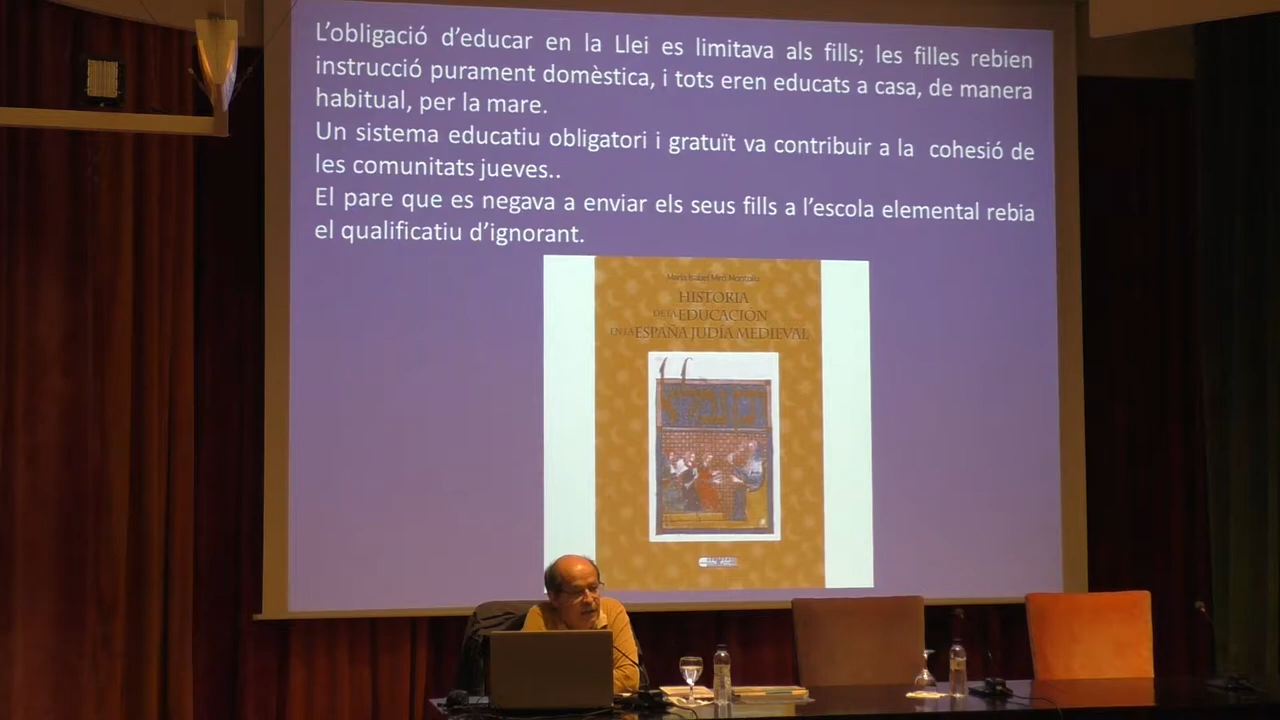 L'obligació d'educar en la Llei es limitava als fills; les filles rebien
instrucció purament domèstica, i tots eren educats a casa, de manera
habitual, per la mare.
Un sistema educatiu obligatori i gratuït va contribuir a la cohesió de
les comunitats jueves..
El pare que es negava a enviar els seus fills a l'escola elemental rebia
el qualificatiu d'ignorant.
Maria Isabel Miró Montoliu
HISTORIA
DE LA EDUCACIÓN
EN LA ESPAÑA JUDÍA MEDIEVAL